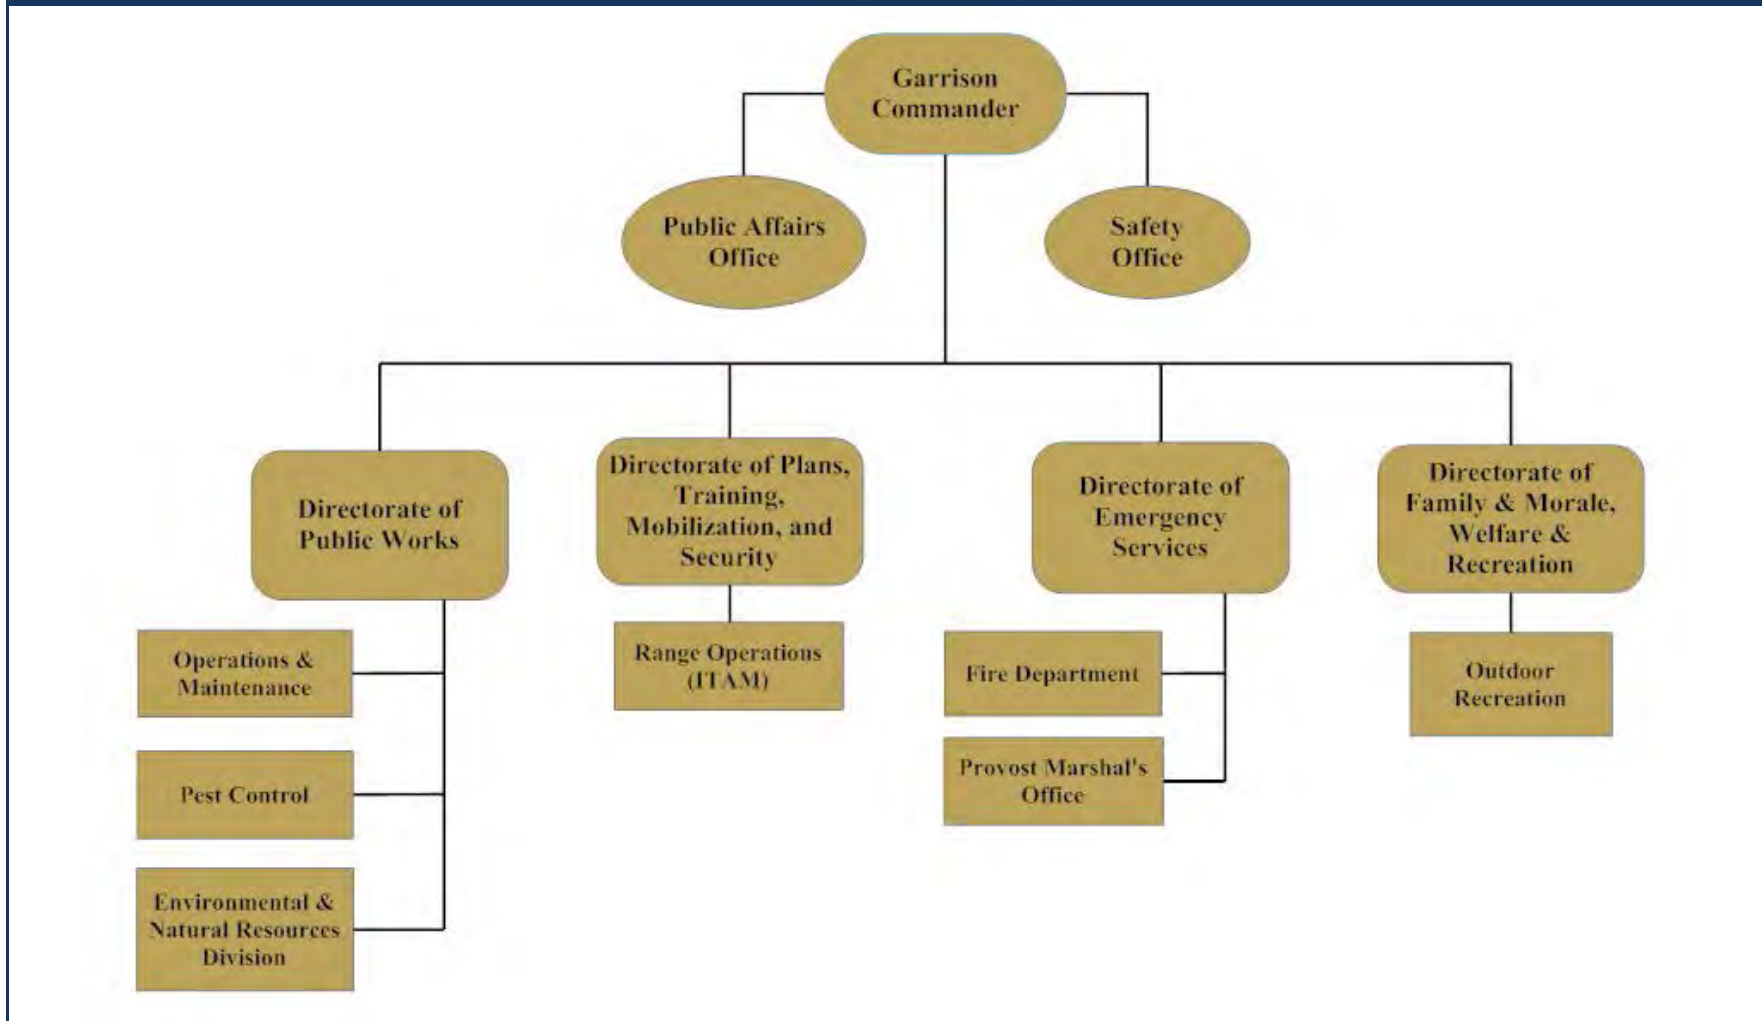 Garrison
Commander
Public Affairs
Office
Safety
Office
Directorate of
Public Works
Directorate of Plans,
Training,
Mobilization, and
Security
Directorate of
Emergency
Services
Directorate of
Family & Morale,
Welfare &
Recreation
Operations &
Maintenance
Pest Control
Environmental &
Natural Resources
Division
Range Operations
(ITAM)
Fire Department
Provost Marshal's
Office
Outdoor
Recreation